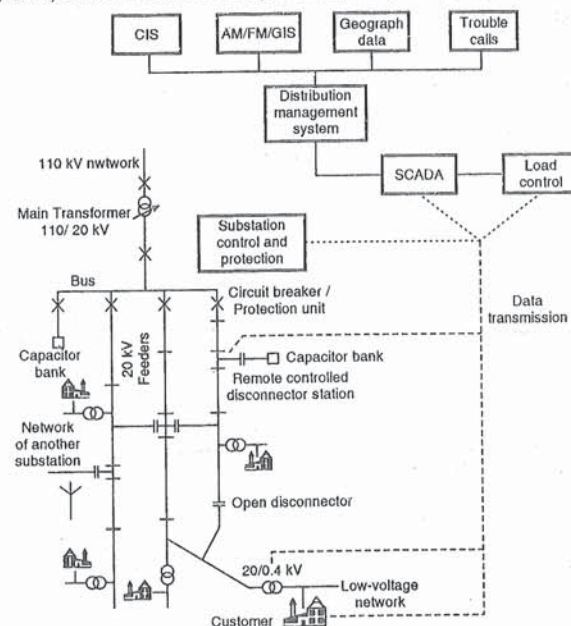 CIS
AM/FM/GIS
Geograph
data
Trouble
calls
Distribution
management
system
110 kV nwtwork
SCADA
Load
control
Main Transformer
110/ 20 kV
Substation
control and
protection
Bus
Circuit breaker /
Protection unit
Data
transmission
20 kV
Feeders
Capacitor
bank
Capacitor bank
Remote controlled
disconnector station
Network
of another
substation
Open disconnector
20/0.4 kV
Low-voltage
network
Customer